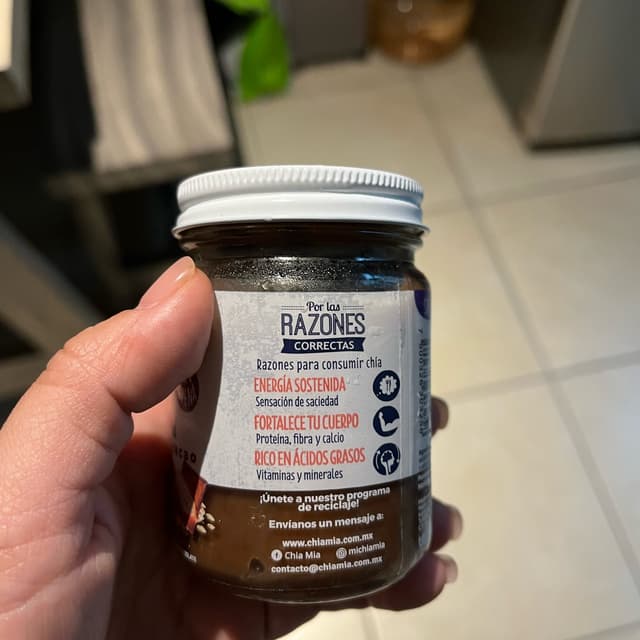 Por las
RAZONES
CORRECTAS
Razones para consumir chía
ENERGÍA SOSTENIDA
Sensación de saciedad
FORTALECE TU CUERPO
Proteína, fibra y calcio
RICO EN ÁCIDOS GRASOS
Vitaminas y minerales
¡Únete a nuestro programa
de reciclaje!
Envíanos un mensaje a:
www.chiamia.com.mx
Chia Mia michiamia
contacto@chiamia.com.mx